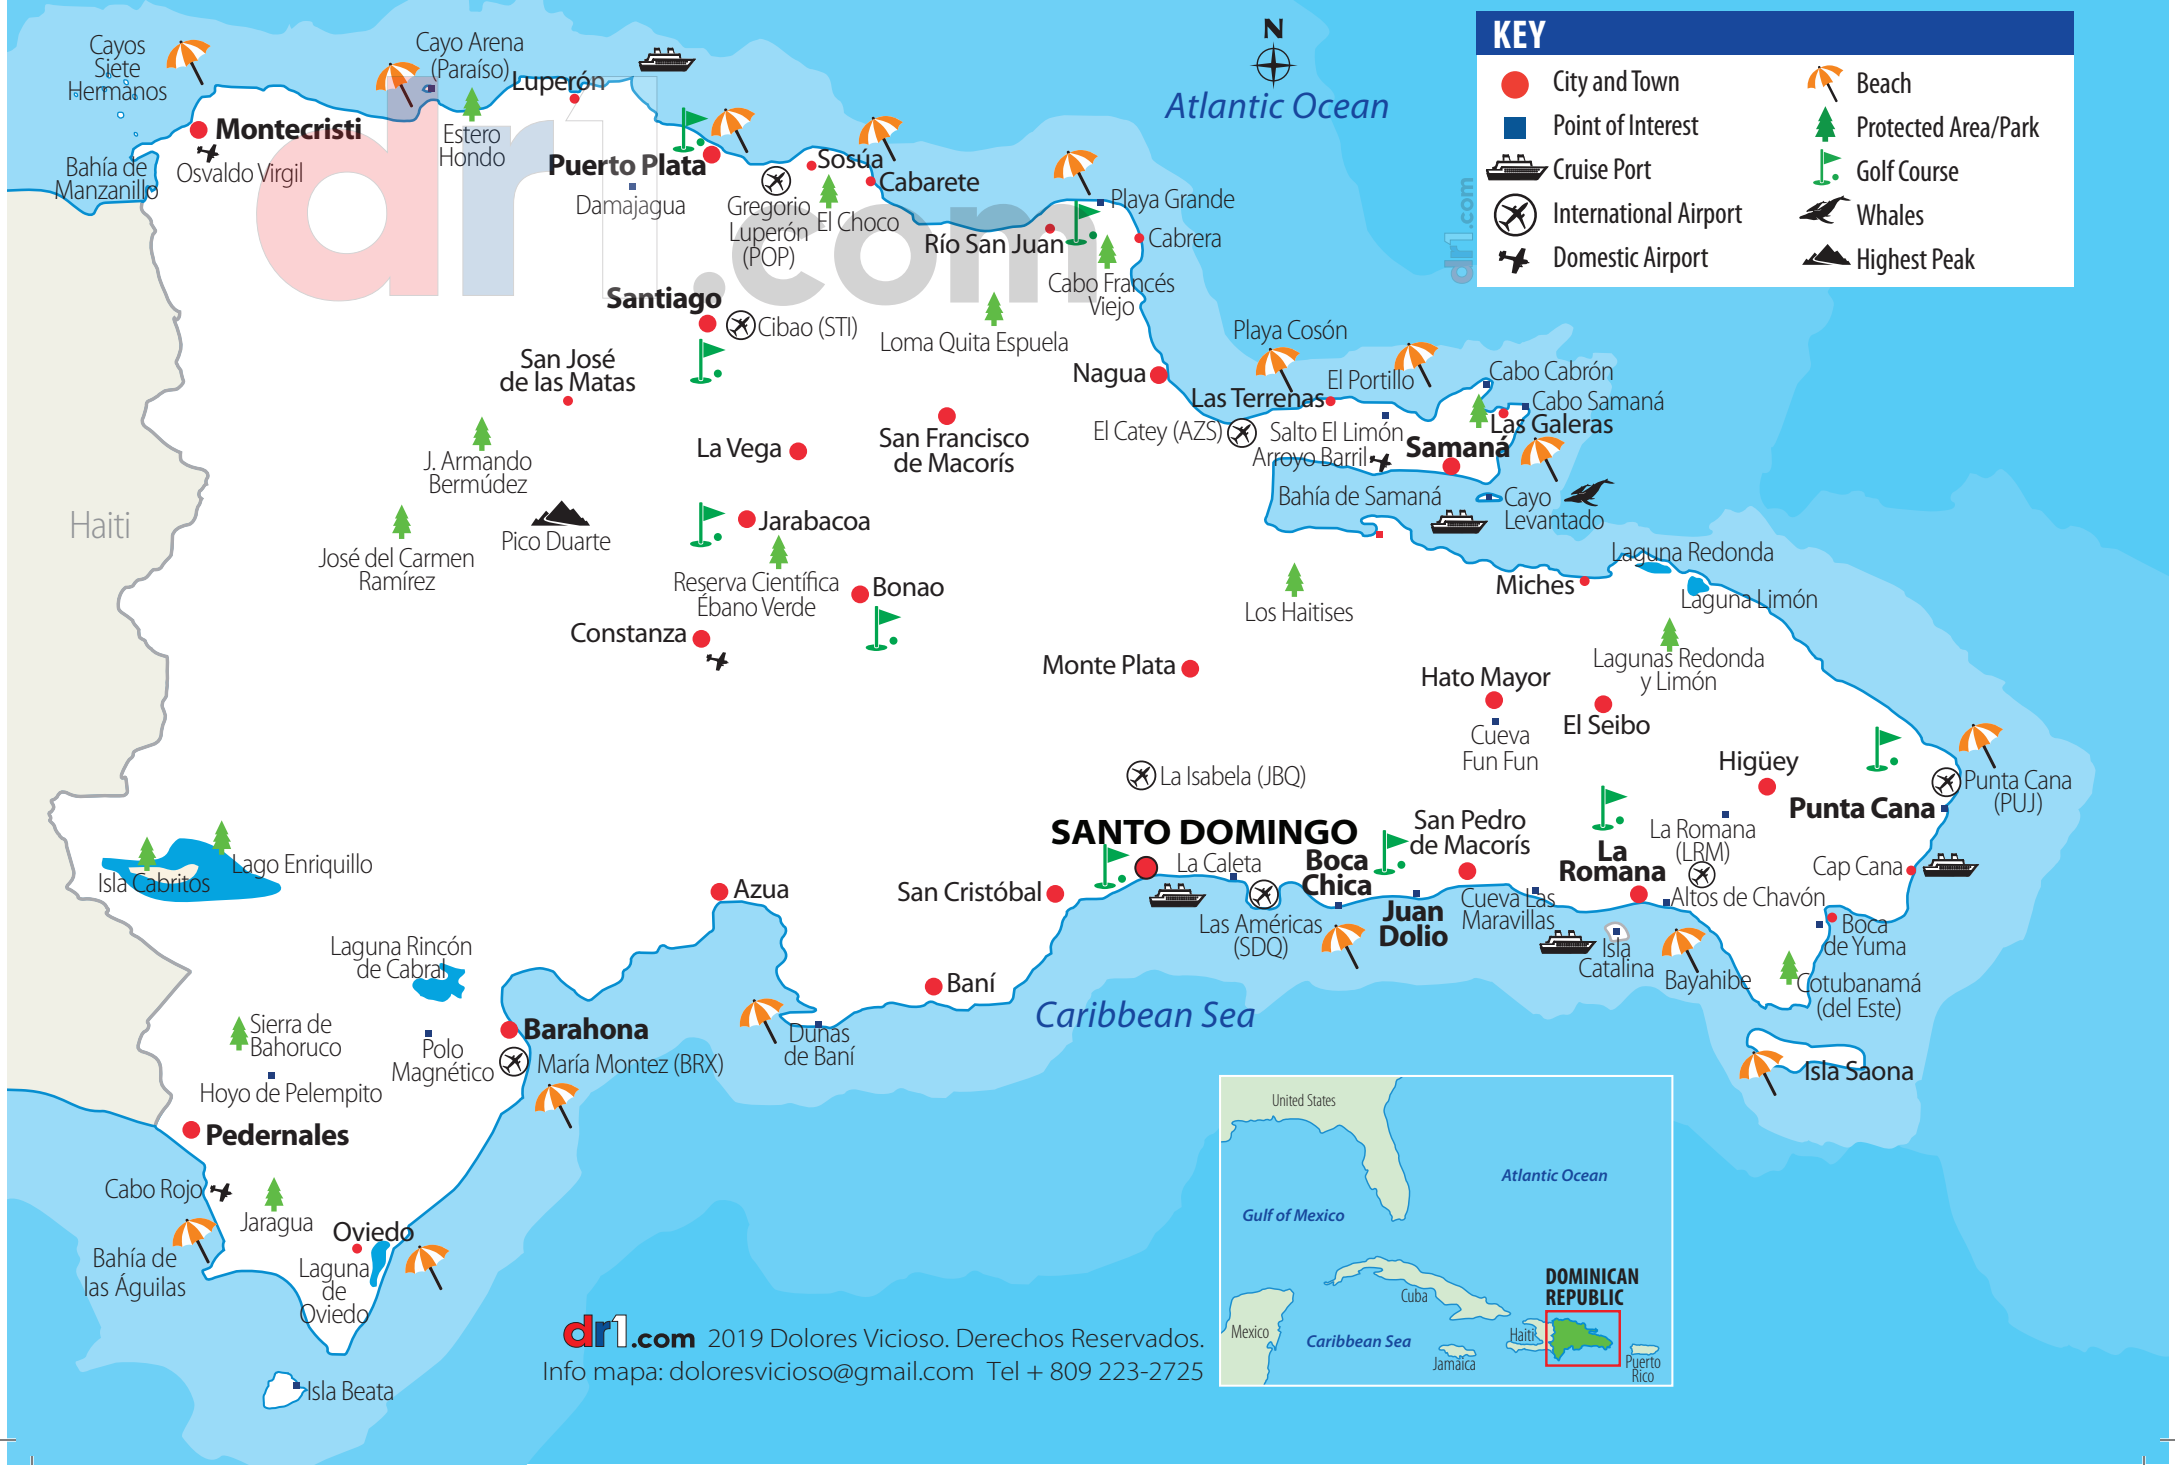 Cayos
Siete
Hermanos
Cayo Arena
(Paraíso)
Luperón
N
Atlantic Ocean
KEY
City and Town
Point of Interest
Cruise Port
International Airport
Domestic Airport
Beach
Protected Area/Park
Golf Course
Whales
Highest Peak
dr1.com
dr1.com
Montecristi
Osvaldo Virgil
Bahía de
Manzanillo
Estero
Hondo
Puerto Plata
Damajagua
Sosúa
Cabarete
Gregorio
Luperón
(POP)
El Choco
Playa Grande
Río San Juan
Cabrera
Cabo Francés
Viejo
Santiago
Cibao (STI)
Loma Quita Espuela
San José
de las Matas
Nagua
Playa Cosón
El Portillo
Las Terrenas
Cabo Cabrón
Cabo Samaná
Las Galeras
El Catey (AZS)
Salto El Limón
Arroyo Barril
Samaná
Bahía de Samaná
Cayo
Levantado
La Vega
San Francisco
de Macorís
J. Armando
Bermúdez
Haiti
José del Carmen
Ramírez
Pico Duarte
Jarabacoa
Reserva Científica
Ébano Verde
Bonao
Constanza
Los Haitises
Miches
Laguna Redonda
Laguna Limón
Lagunas Redonda
y Limón
Monte Plata
Hato Mayor
Cueva
Fun Fun
El Seibo
Higüey
La Isabela (JBQ)
SANTO DOMINGO
La Caleta
Boca
Chica
San Pedro
de Macorís
La
Romana
La Romana
(LRM)
Punta Cana
Punta Cana
(PUJ)
Cap Cana
Lago Enriquillo
Isla Cabritos
Azua
San Cristóbal
Las Américas
(SDQ)
Juan
Dolio
Cueva Las
Maravillas
Altos de Chavón
Isla
Catalina
Bayahibe
Boca
de Yuma
Cotubanamá
(del Este)
Laguna Rincón
de Cabral
Baní
Caribbean Sea
Dunas
de Baní
Isla Saona
Sierra de
Bahoruco
Polo
Magnético
Barahona
María Montez (BRX)
Hoyo de Pelempito
Pedernales
Cabo Rojo
Jaragua
Oviedo
Bahía de
las Águilas
Laguna
de
Oviedo
Isla Beata
United States
Atlantic Ocean
Gulf of Mexico
Cuba
Mexico
Caribbean Sea
Jamaica
Haiti
DOMINICAN
REPUBLIC
Puerto
Rico
dr1.com 2019 Dolores Vicioso. Derechos Reservados.
Info mapa: doloresvicioso@gmail.com Tel + 809 223-2725